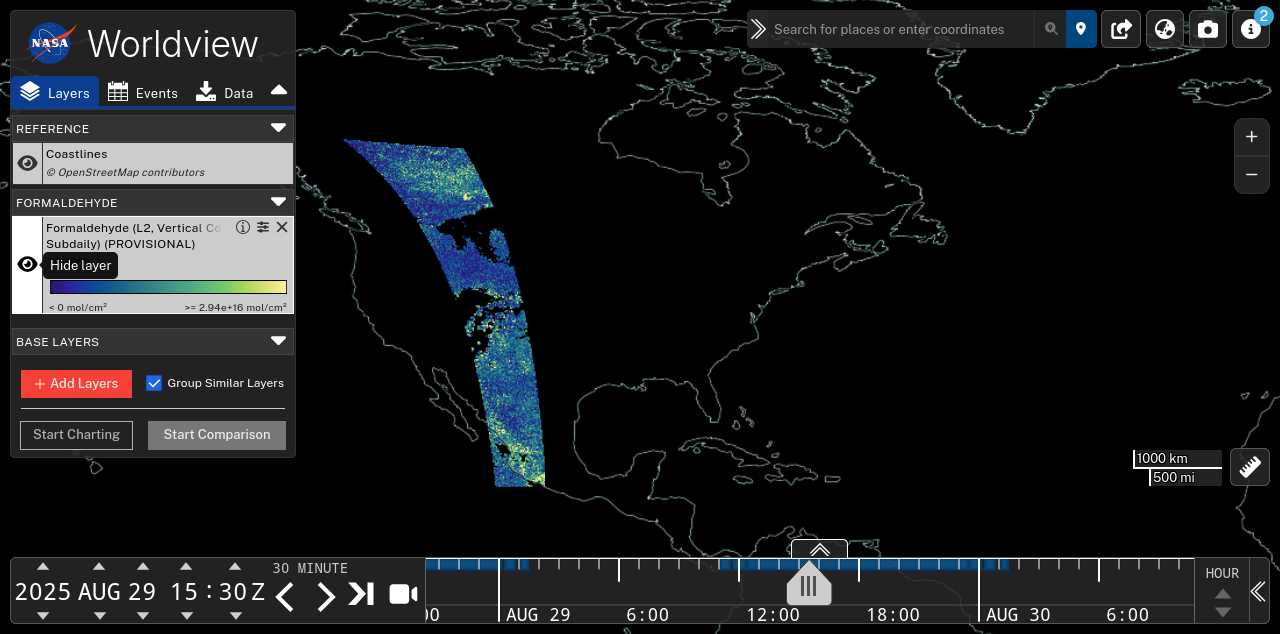 NASA
Worldview
Layers
Events
Data
REFERENCE
Coastlines
© OpenStreetMap contributors
FORMALDEHYDE
Formaldehyde (L2, Vertical Co
Subdaily) (PROVISIONAL)
Hide layer
< 0 mol/cm²
>= 2.94e+16 mol/cm²
BASE LAYERS
+ Add Layers
Group Similar Layers
Start Charting
Start Comparison
Search for places or enter coordinates
2
+
−
1000 km
500 mi
2025 AUG 29 15 : 30 Z
30 MINUTE
00
AUG 29
6:00
12:00
18:00
AUG 30
6:00
HOUR